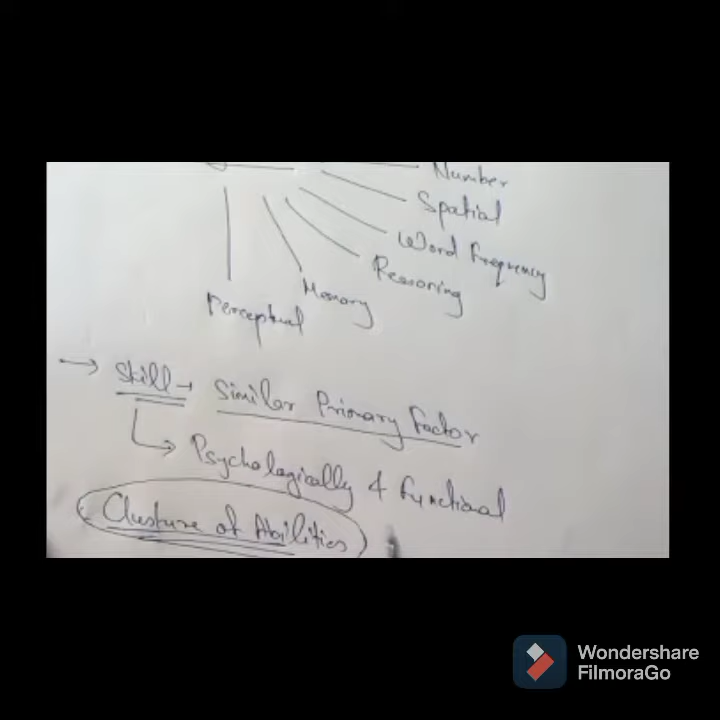 Number
Spatial
Word Frequency
Reasoning
Memory
Perceptual
→ Skill → Similar Primary Factor
↳ Psychologically & Functional
Clusture of Abilities
Wondershare
FilmoraGo